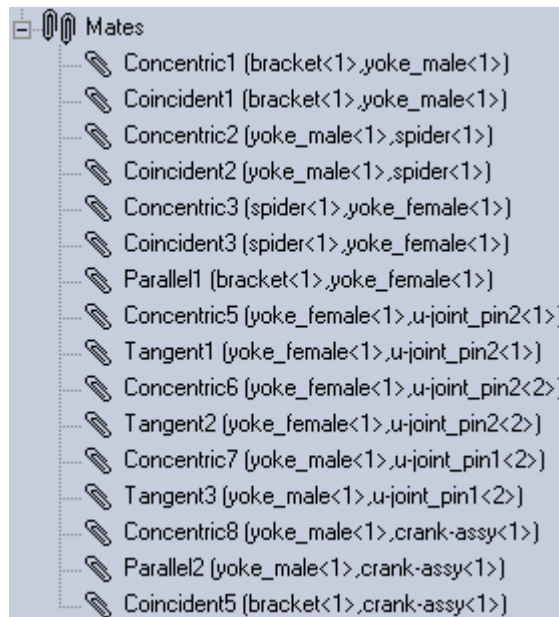 Mates
Concentric1 (bracket<1>,yoke_male<1>)
Coincident1 (bracket<1>,yoke_male<1>)
Concentric2 (yoke_male<1>,spider<1>)
Coincident2 (yoke_male<1>,spider<1>)
Concentric3 (spider<1>,yoke_female<1>)
Coincident3 (spider<1>,yoke_female<1>)
Parallel1 (bracket<1>,yoke_female<1>)
Concentric5 (yoke_female<1>,u-joint_pin2<1>)
Tangent1 (yoke_female<1>,u-joint_pin2<1>)
Concentric6 (yoke_female<1>,u-joint_pin2<2>)
Tangent2 (yoke_female<1>,u-joint_pin2<2>)
Concentric7 (yoke_male<1>,u-joint_pin1<2>)
Tangent3 (yoke_male<1>,u-joint_pin1<2>)
Concentric8 (yoke_male<1>,crank-assy<1>)
Parallel2 (yoke_male<1>,crank-assy<1>)
Coincident5 (bracket<1>,crank-assy<1>)